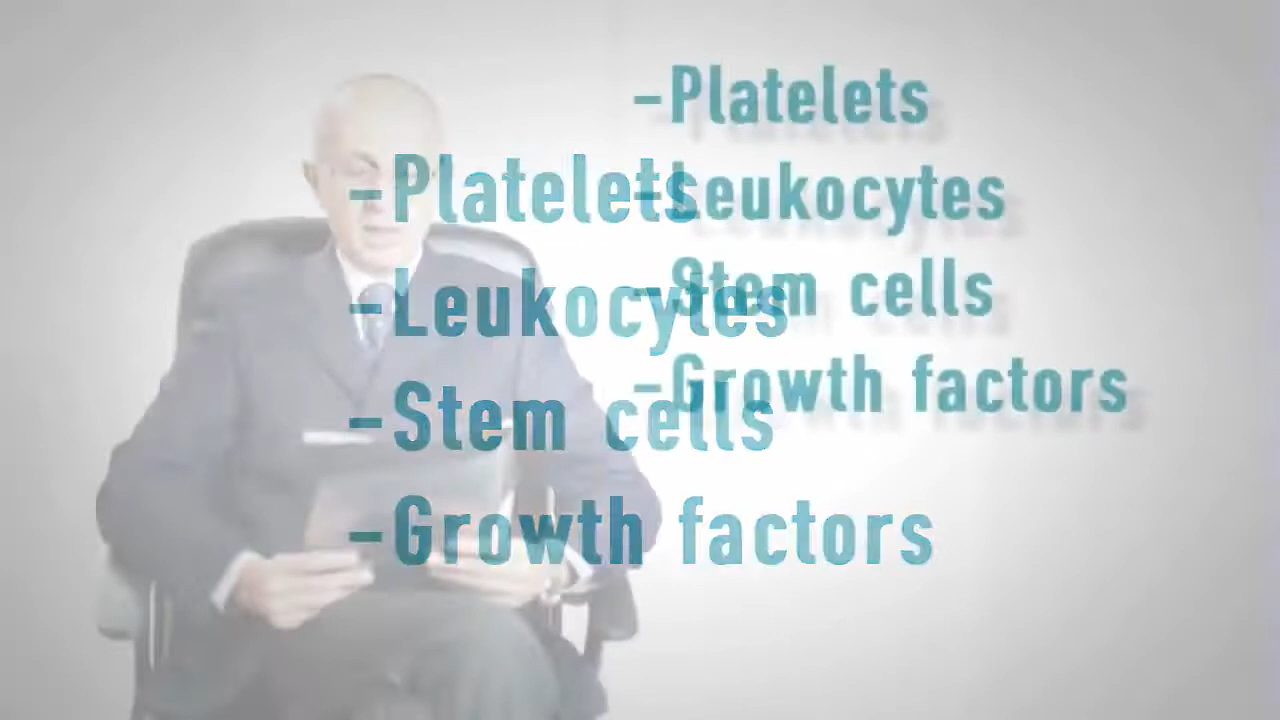 -Platelets
-Leukocytes
-Stem cells
-Growth factors
-Platelets
-Leukocytes
-Stem cells
-Growth factors